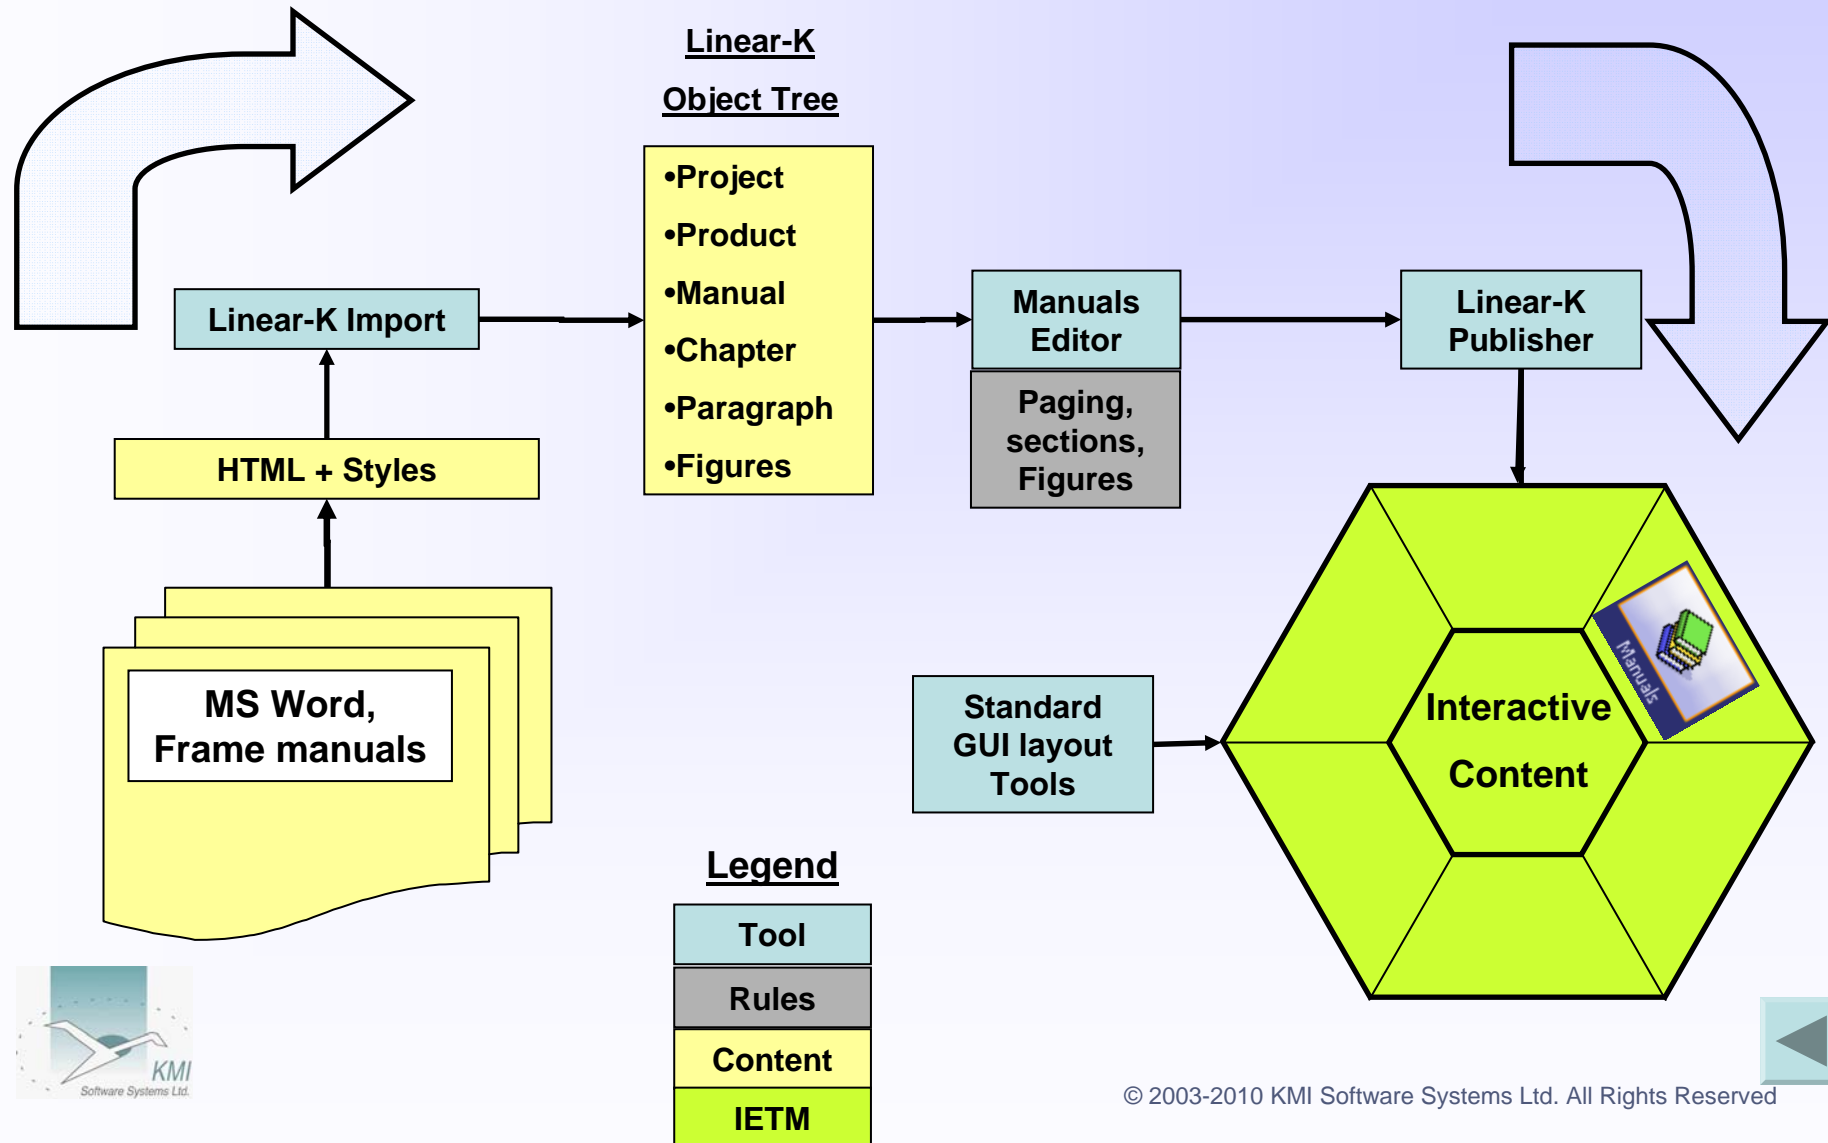 Linear-K
Object Tree
•Project
•Product
•Manual
•Chapter
•Paragraph
•Figures
Linear-K Import
HTML + Styles
MS Word,
Frame manuals
Manuals
Editor
Paging,
sections,
Figures
Linear-K
Publisher
Manuals
Interactive
Content
Standard
GUI layout
Tools
Legend
Tool
Rules
Content
IETM
KMI
Software Systems Ltd.
© 2003-2010 KMI Software Systems Ltd. All Rights Reserved